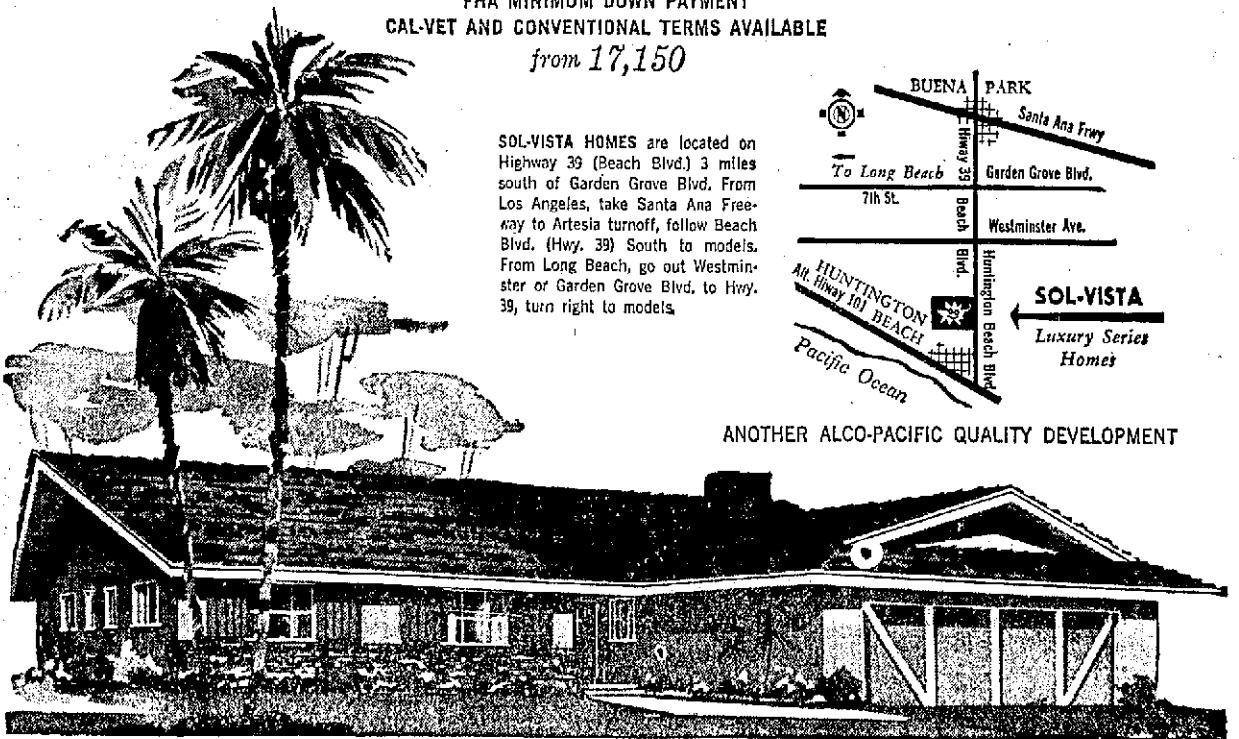 FHA MINIMUM DOWN PAYMENT
CAL-VET AND CONVENTIONAL TERMS AVAILABLE
from 17,150
SOL-VISTA HOMES are located on
Highway 39 (Beach Blvd.) 3 miles
south of Garden Grove Blvd. From
Los Angeles, take Santa Ana Free-
way to Artesia turnoff, follow Beach
Blvd. (Hwy. 39) South to models.
From Long Beach, go out Westmin-
ster or Garden Grove Blvd. to Hwy.
39, turn right to models.
BUENA PARK
N
Santa Ana Frwy
Hiway 39
To Long Beach
Garden Grove Blvd.
7th St.
Beach Blvd.
Westminster Ave.
HUNTINGTON BEACH
Alt. Hiway 101
Huntington Beach Blvd.
39
SOL-VISTA
Luxury Series
Homes
Pacific Ocean
ANOTHER ALCO-PACIFIC QUALITY DEVELOPMENT